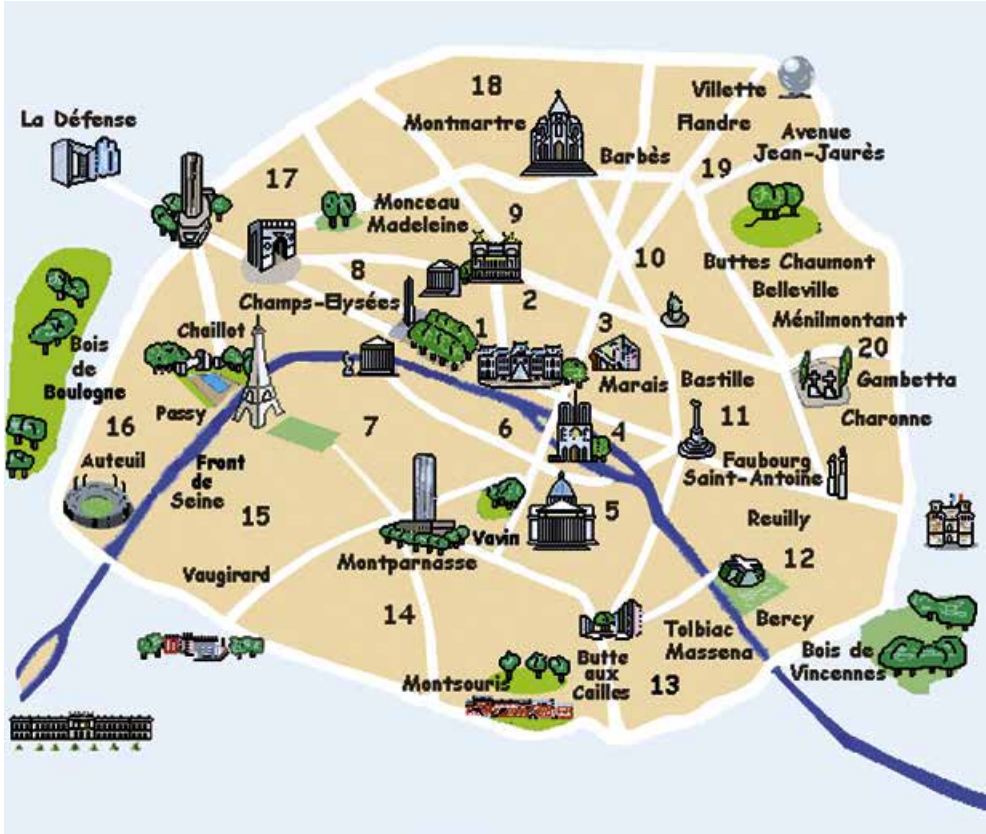 18
Villette
Montmartre
Flandre
La Défense
Avenue
Jean-Jaurès
Barbès
19
17
Monceau
Madeleine
9
10
Buttes Chaumont
8
Champs-Elysées
2
Belleville
Ménilmontant
Chaillot
1
3
20
Bois
de
Boulogne
Marais
Bastille
Gambetta
Passy
Charonne
16
7
6
4
11
Auteuil
Front
de
Seine
Faubourg
Saint-Antoine
15
5
Reuilly
Vavin
Montparnasse
12
Vaugirard
14
Bercy
Tolbiac
Massena
Bois de
Vincennes
Butte
aux
Cailles
Montsouris
13